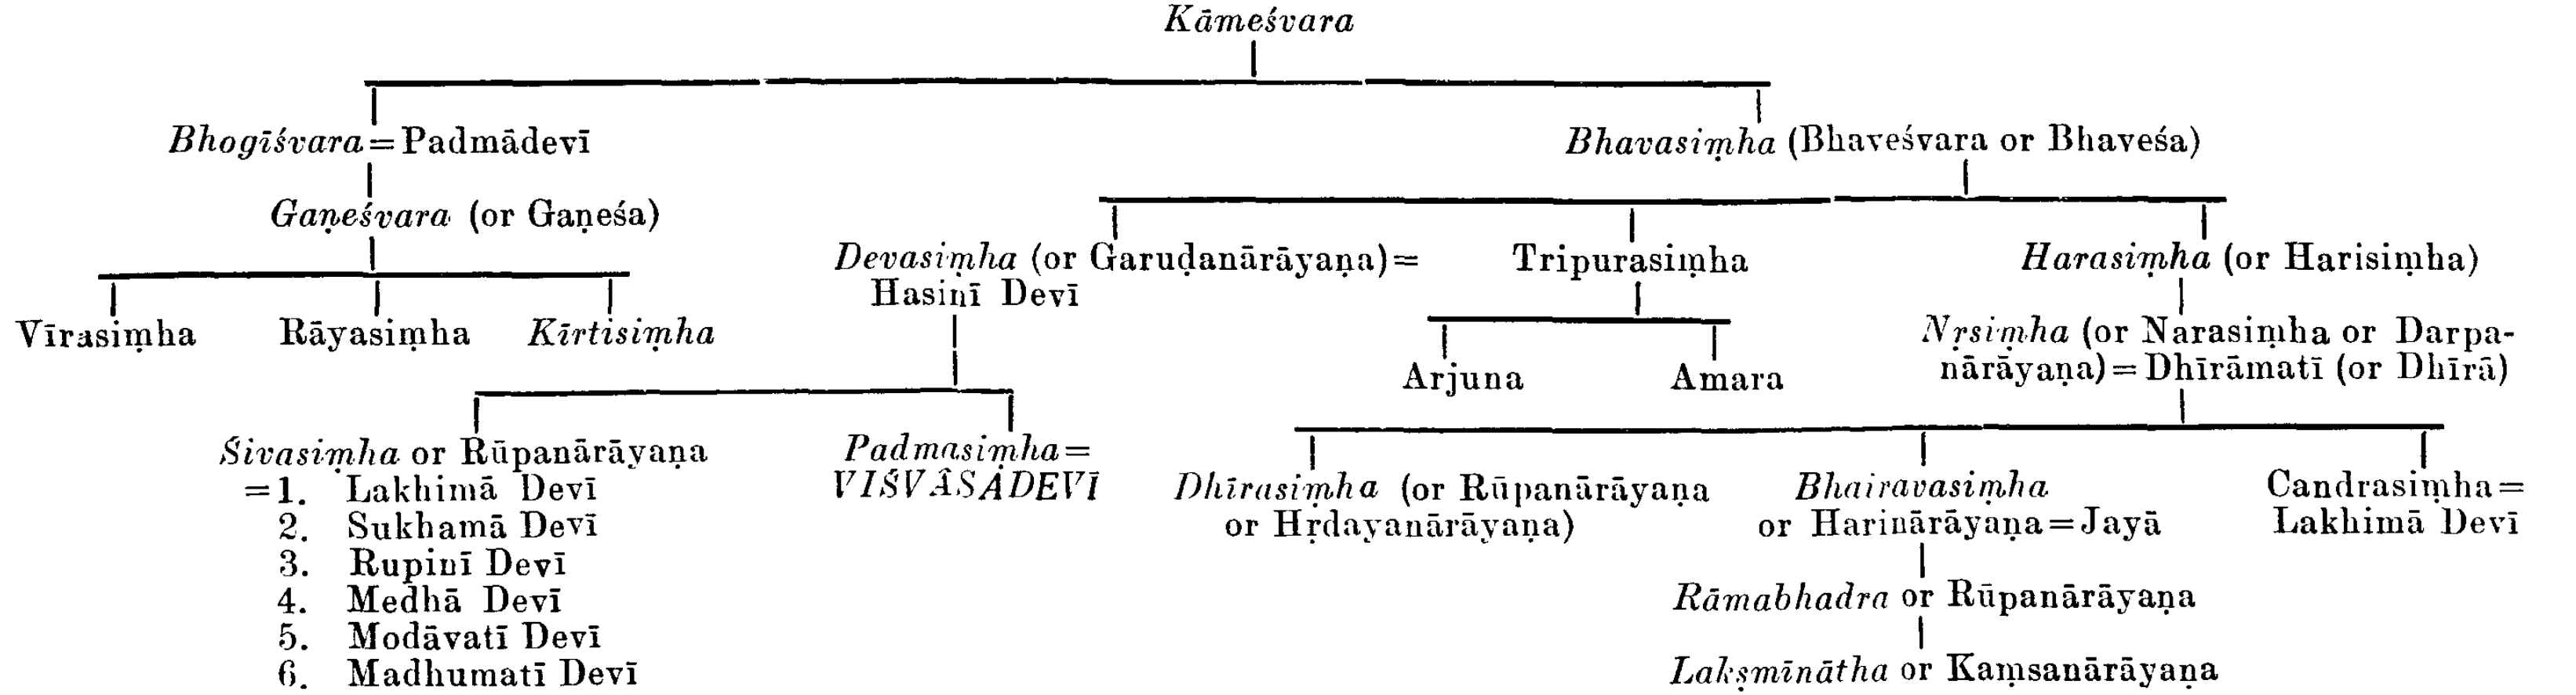 Kāmeśvara
Bhogīśvara = Padmādevī
Bhavasiṃha (Bhaveśvara or Bhaveśa)
Gaṇeśvara (or Gaṇeśa)
Devasiṃha (or Garuḍanārāyaṇa) =
Hasinī Devī
Tripurasiṃha
Harasiṃha (or Harisiṃha)
Vīrasiṃha
Rāyasiṃha
Kīrtisiṃha
Nṛsiṃha (or Narasiṃha or Darpa-
nārāyaṇa) = Dhīrāmatī (or Dhīrā)
Arjuna
Amara
Śivasiṃha or Rūpanārāyaṇa
= 1. Lakhimā Devī
2. Sukhamā Devī
3. Rupinī Devī
4. Medhā Devī
5. Modāvatī Devī
6. Madhumatī Devī
Padmasiṃha =
VIŚVÂSÁDEVĪ
Dhīrasiṃha (or Rūpanārāyaṇa
or Hṛdayanārāyaṇa)
Bhairavasiṃha
or Harinārāyaṇa = Jayā
Candrasiṃha =
Lakhimā Devī
Rāmabhadra or Rūpanārāyaṇa
Lakṣmīnātha or Kaṃsanārāyaṇa